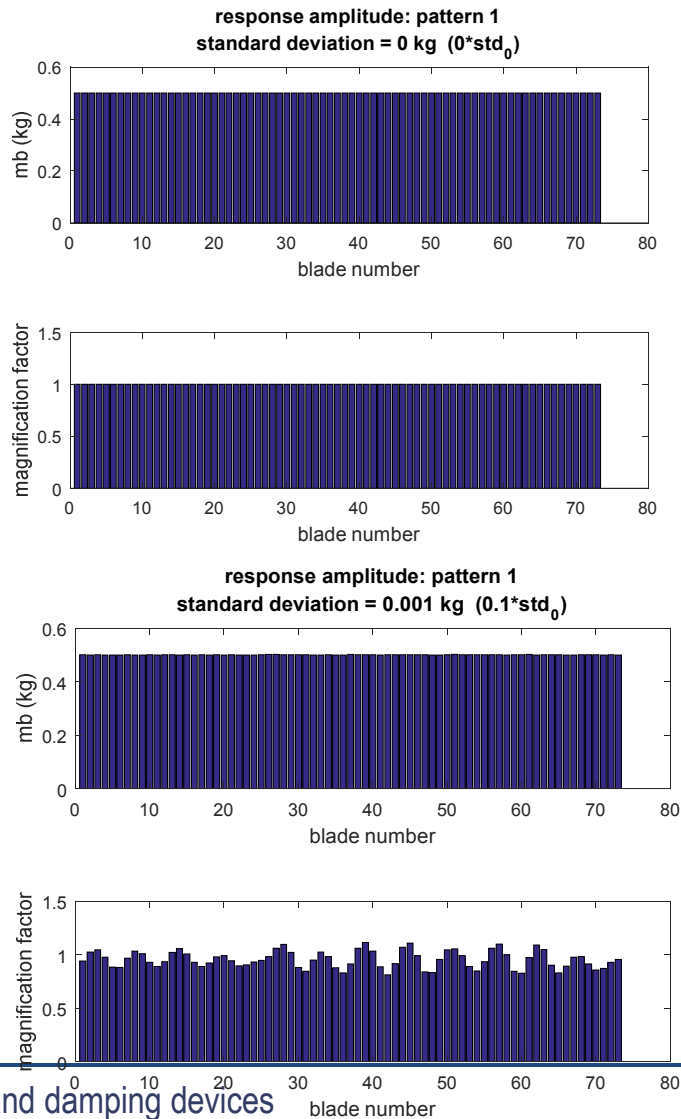 response amplitude: pattern 1
standard deviation = 0 kg (0*std0)
mb (kg)
0.6
0.4
0.2
0
0 10 20 30 40 50 60 70 80
blade number
magnification factor
1.5
1
0.5
0
0 10 20 30 40 50 60 70 80
blade number
response amplitude: pattern 1
standard deviation = 0.001 kg (0.1*std0)
mb (kg)
0.6
0.4
0.2
0
0 10 20 30 40 50 60 70 80
blade number
magnification factor
1.5
1
0.5
0
0 10 20 30 40 50 60 70 80
blade number
nd damping devices